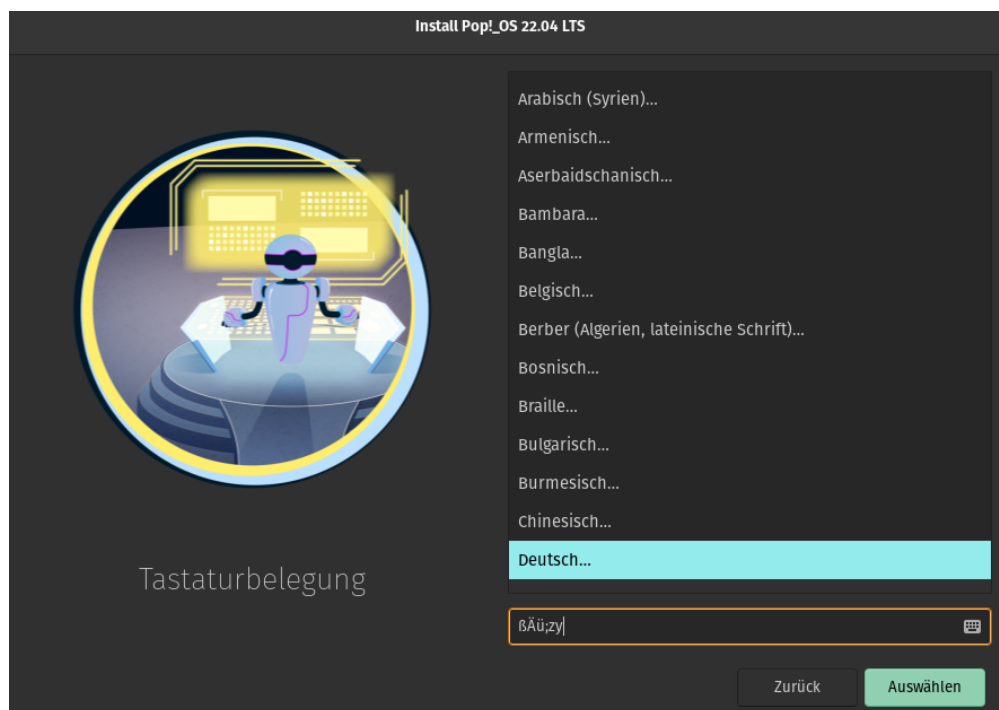 Install Pop!_OS 22.04 LTS
Arabisch (Syrien)...
Armenisch...
Aserbaidschanisch...
Bambara...
Bangla...
Belgisch...
Berber (Algerien, lateinische Schrift)...
Bosnisch...
Braille...
Bulgarisch...
Burmesisch...
Chinesisch...
Deutsch...
Tastaturbelegung
ßÄü;zy
Zurück
Auswählen